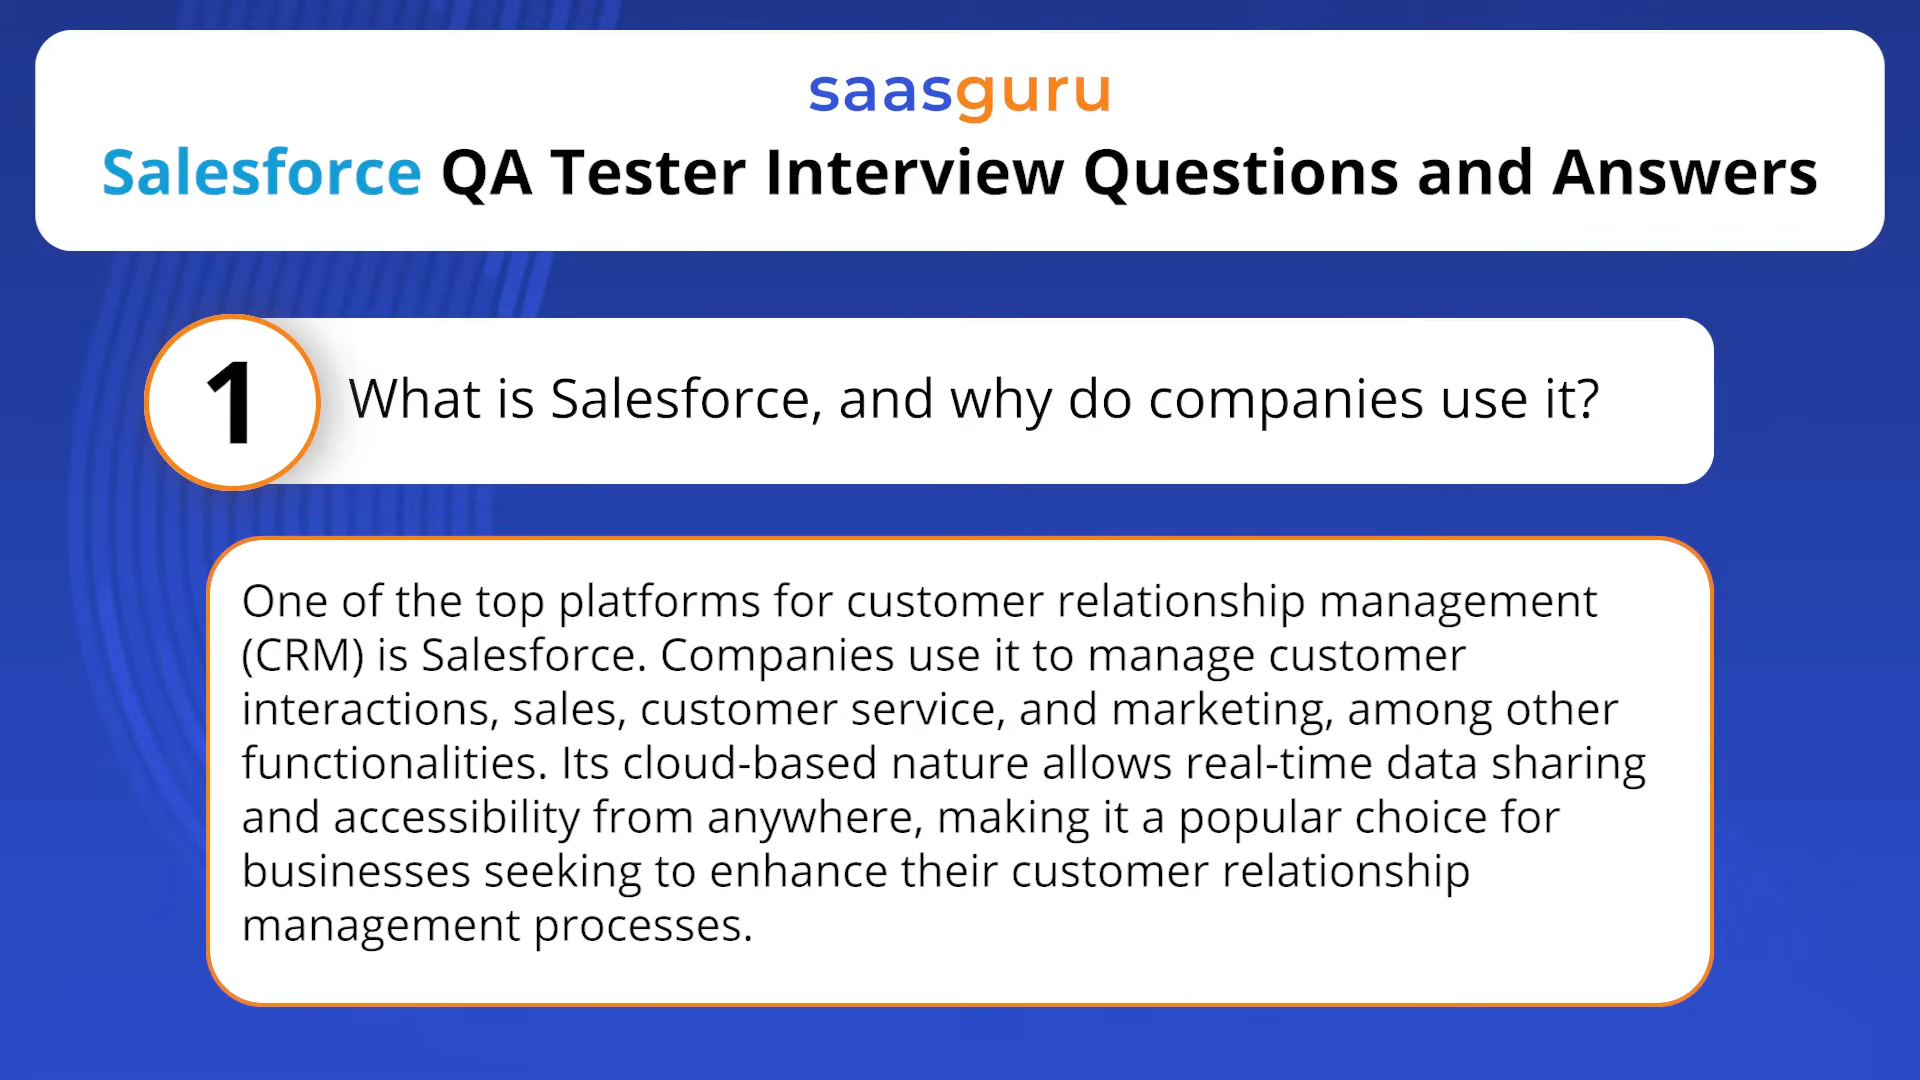 saasguru
Salesforce QA Tester Interview Questions and Answers
1
What is Salesforce, and why do companies use it?
One of the top platforms for customer relationship management
(CRM) is Salesforce. Companies use it to manage customer
interactions, sales, customer service, and marketing, among other
functionalities. Its cloud-based nature allows real-time data sharing
and accessibility from anywhere, making it a popular choice for
businesses seeking to enhance their customer relationship
management processes.